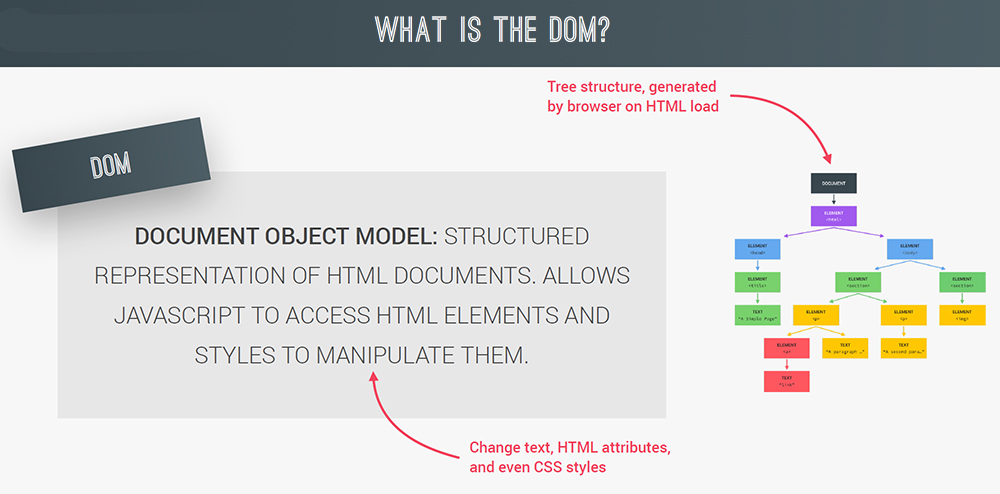 WHAT IS THE DOM?
Tree structure, generated
by browser on HTML load
DOM
DOCUMENT OBJECT MODEL: STRUCTURED
REPRESENTATION OF HTML DOCUMENTS. ALLOWS
JAVASCRIPT TO ACCESS HTML ELEMENTS AND
STYLES TO MANIPULATE THEM.
Change text, HTML attributes,
and even CSS styles
DOCUMENT
ELEMENT
<html>
ELEMENT
<head>
ELEMENT
<body>
ELEMENT
<title>
ELEMENT
<section>
ELEMENT
<section>
TEXT
"A Simple Page"
ELEMENT
<p>
ELEMENT
<p>
ELEMENT
<img>
ELEMENT
<a>
TEXT
"A paragraph …"
TEXT
"A second para…"
TEXT
"link"